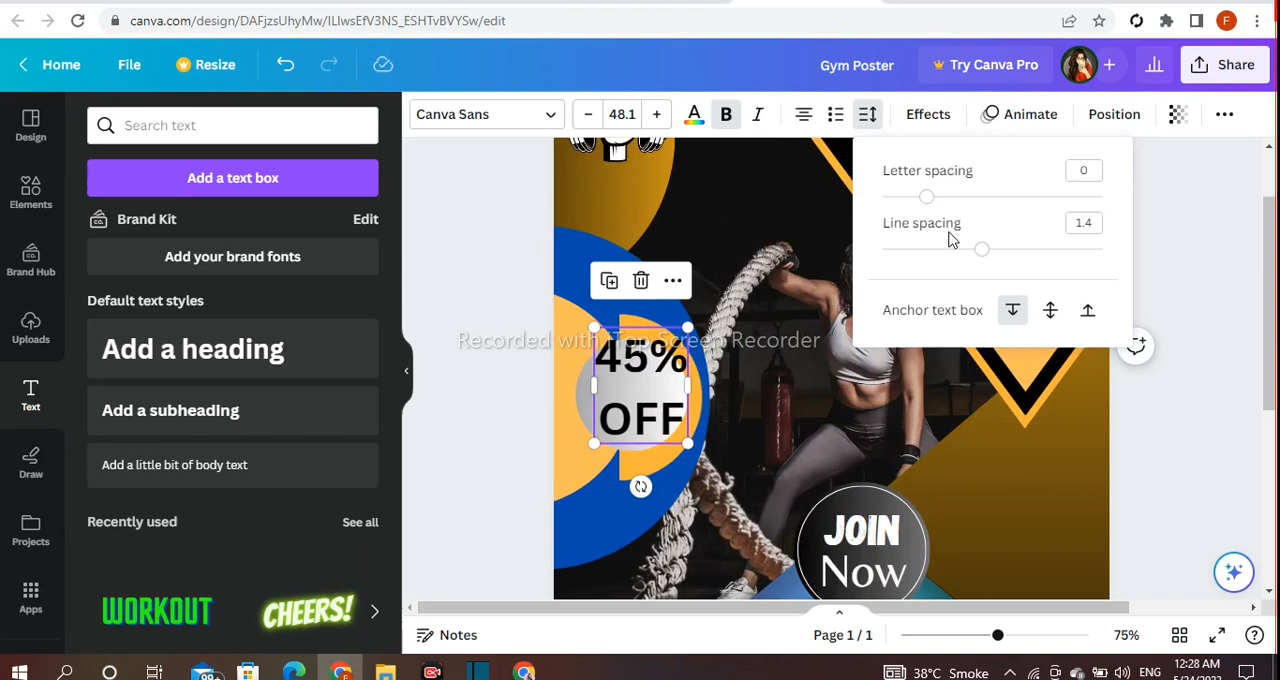 canva.com/design/DAFjzsUhyMw/ILIwsEfV3NS_ESHTvBVYSw/edit
F
Home
File
Resize
Gym Poster
Try Canva Pro
Share
Design
Elements
Brand Hub
Uploads
Text
Draw
Projects
Apps
Search text
Add a text box
Brand Kit
Edit
Add your brand fonts
Default text styles
Add a heading
Add a subheading
Add a little bit of body text
Recently used
See all
WORKOUT
CHEERS!
Canva Sans
48.1
A
B
I
Effects
Animate
Position
Letter spacing
0
Line spacing
1.4
Anchor text box
Recorded with iTop Screen Recorder
45%
OFF
JOIN
Now
Notes
Page 1 / 1
75%
38°C Smoke
ENG
12:28 AM